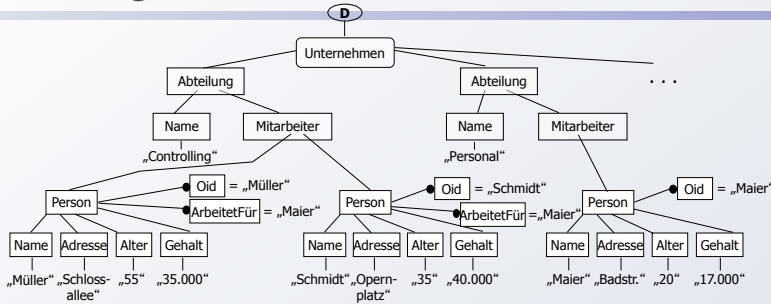 D
Unternehmen
Abteilung Abteilung . . .
Name Mitarbeiter Name Mitarbeiter
„Controlling“ „Personal“
Oid = „Müller“ Oid = „Schmidt“ Oid = „Maier“
Person Person Person
ArbeitetFür = „Maier“ ArbeitetFür =„Maier“
Name Adresse Alter Gehalt Name Adresse Alter Gehalt Name Adresse Alter Gehalt
„Müller“ „Schloss- „55“ „35.000“ „Schmidt“ „Opern- „35“ „40.000“ „Maier“ „Badstr.“ „20“ „17.000“
allee“ platz“